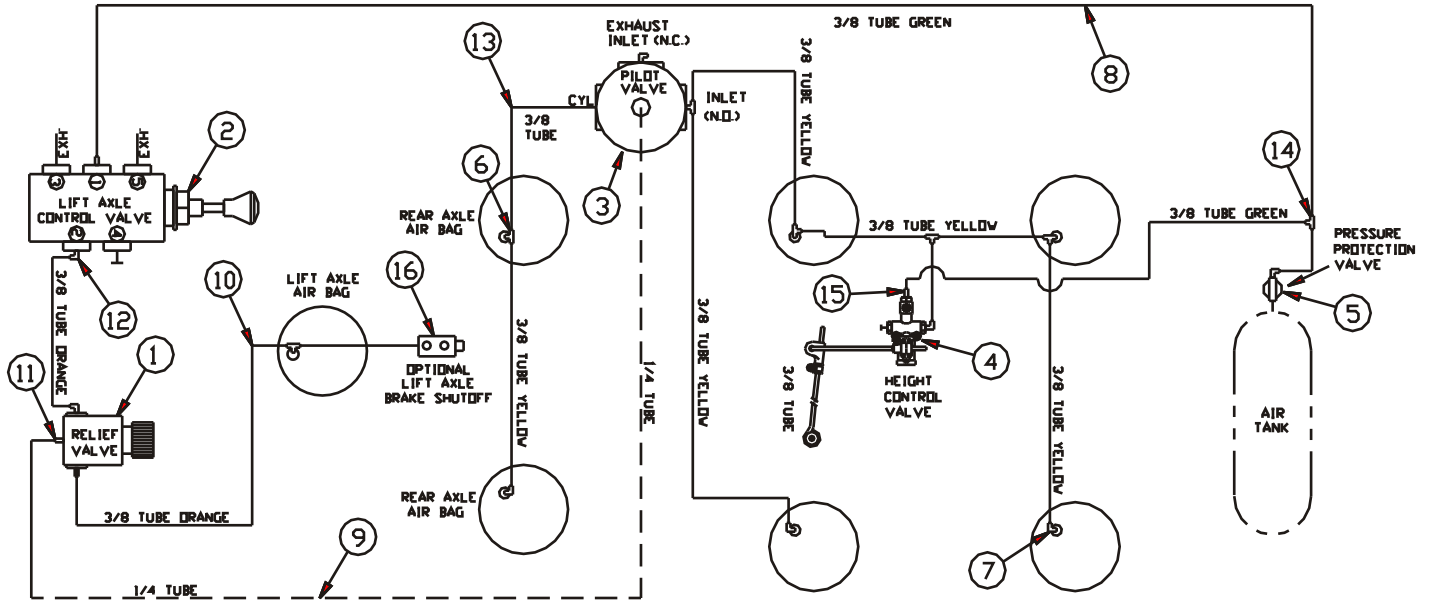 3/8 TUBE GREEN
8
EXHAUST
INLET (N.C.)
13
PILOT
VALVE
CYL
INLET
(N.O.)
3/8
TUBE
3/8 TUBE YELLOW
3
2
EXH
EXH
3
1
5
LIFT AXLE
CONTROL VALVE
2
4
6
REAR AXLE
AIR BAG
14
3/8 TUBE GREEN
3/8 TUBE YELLOW
PRESSURE
PROTECTION
VALVE
5
10
LIFT AXLE
AIR BAG
16
15
12
3/8 TUBE ORANGE
11
1
OPTIONAL
LIFT AXLE
BRAKE SHUTOFF
3/8 TUBE YELLOW
1/4 TUBE
3/8 TUBE YELLOW
3/8 TUBE
4
HEIGHT
CONTROL
VALVE
3/8 TUBE YELLOW
AIR
TANK
RELIEF
VALVE
REAR AXLE
AIR BAG
3/8 TUBE ORANGE
9
7
1/4 TUBE